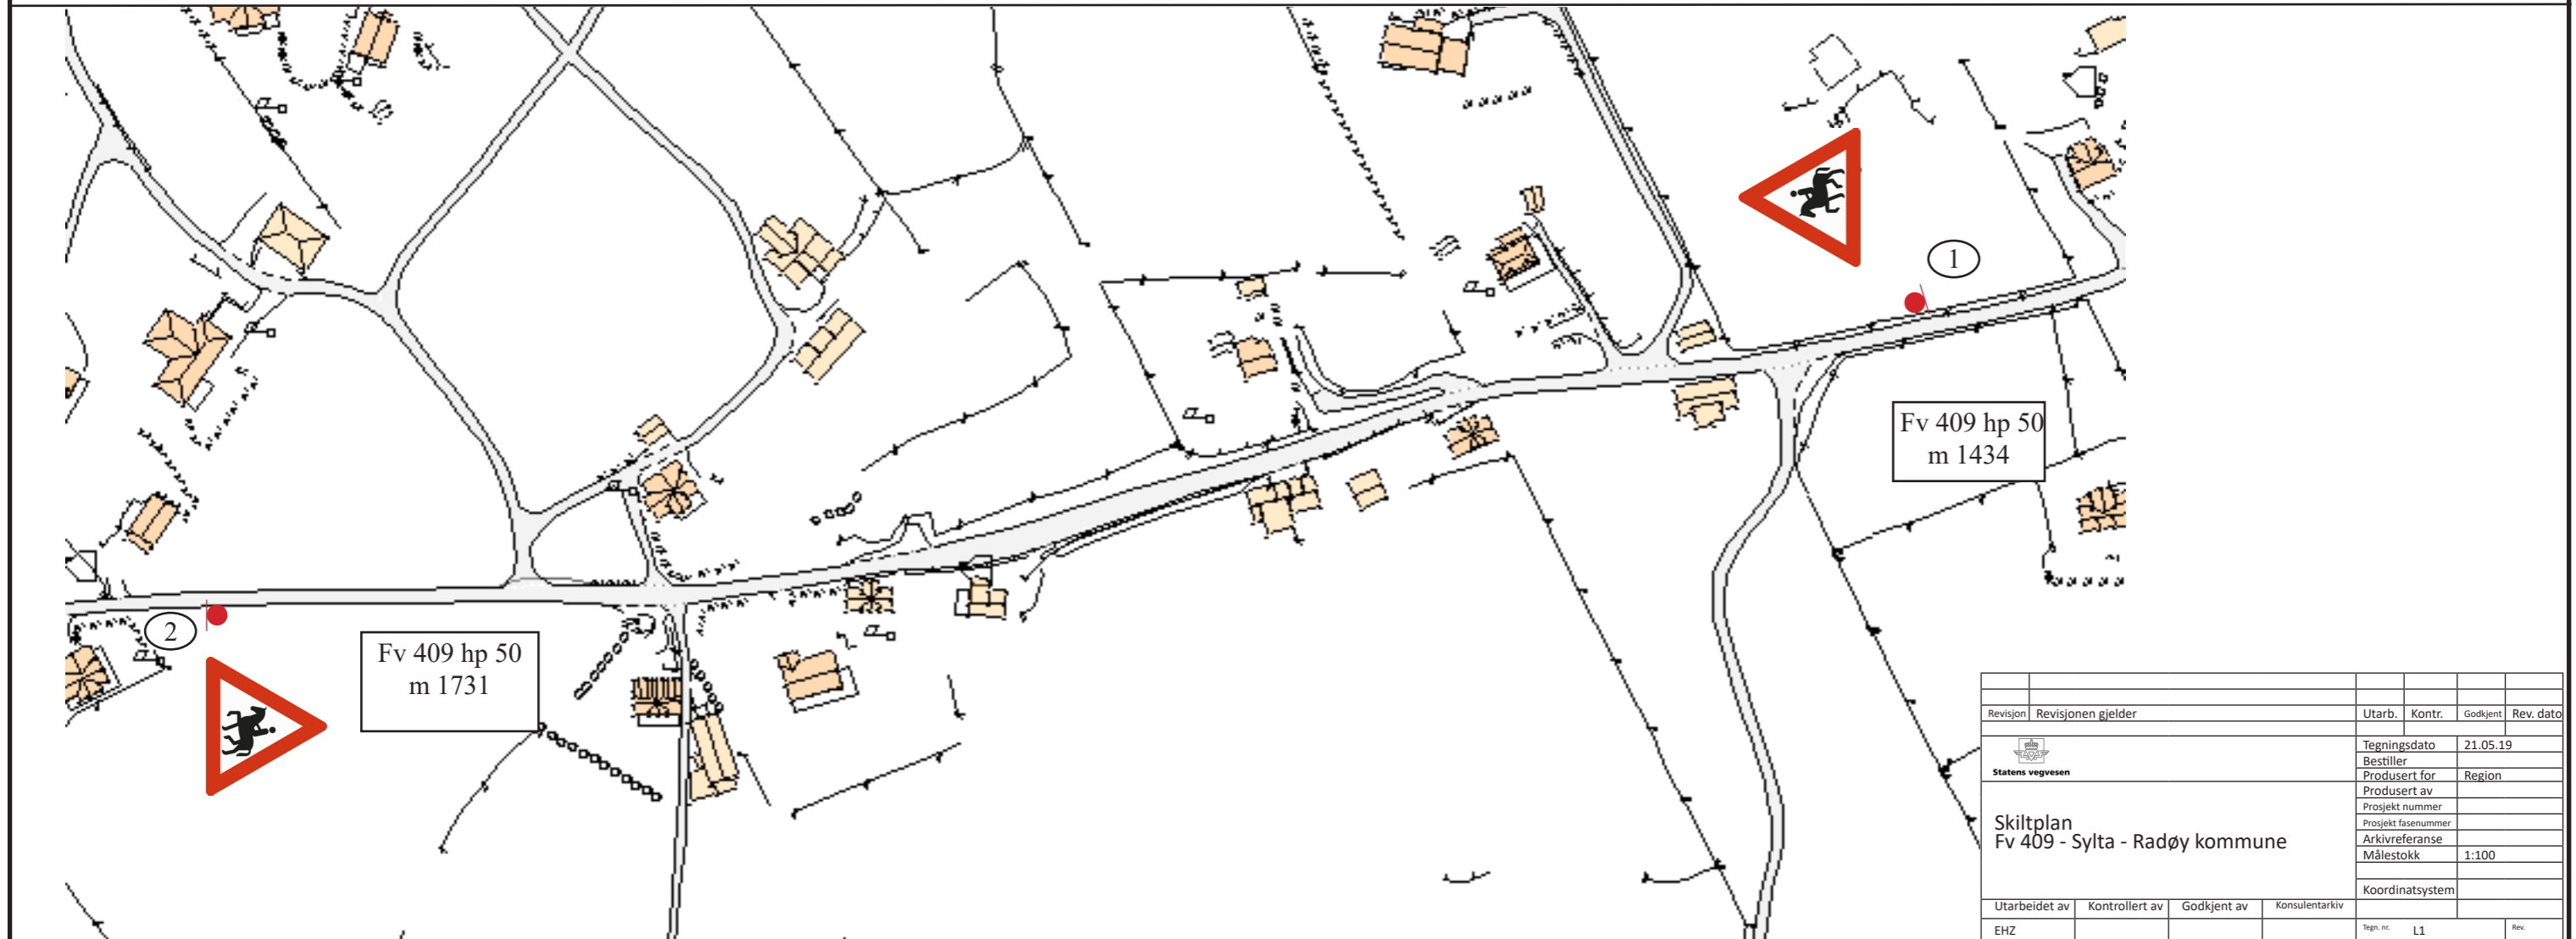 1
Fv 409 hp 50
m 1434
2
Fv 409 hp 50
m 1731
Revisjon Revisjonen gjelder Utarb. Kontr. Godkjent Rev. dato
Statens vegvesen
Tegningsdato 21.05.19
Bestiller
Produsert for Region
Produsert av
Prosjekt nummer
Prosjekt fasenummer
Arkivreferanse
Målestokk 1:100
Koordinatsystem
Skiltplan
Fv 409 - Sylta - Radøy kommune
Utarbeidet av Kontrollert av Godkjent av Konsulentarkiv
EHZ Tegn. nr. L1 Rev.